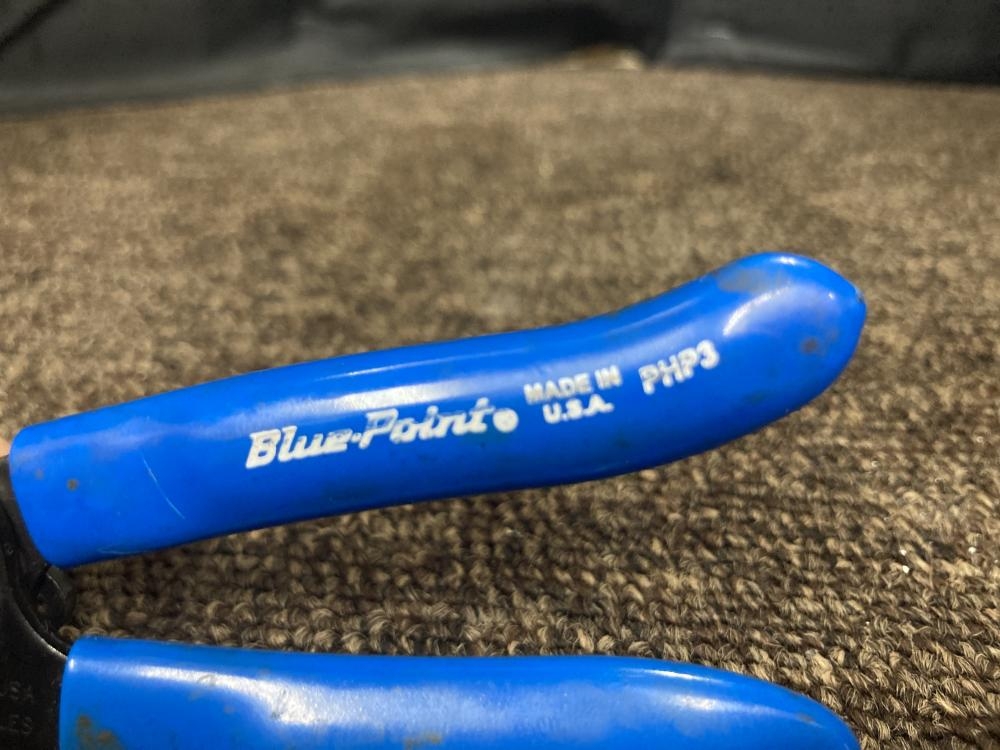 Blue-Point®
MADE IN
U.S.A.
PHP3